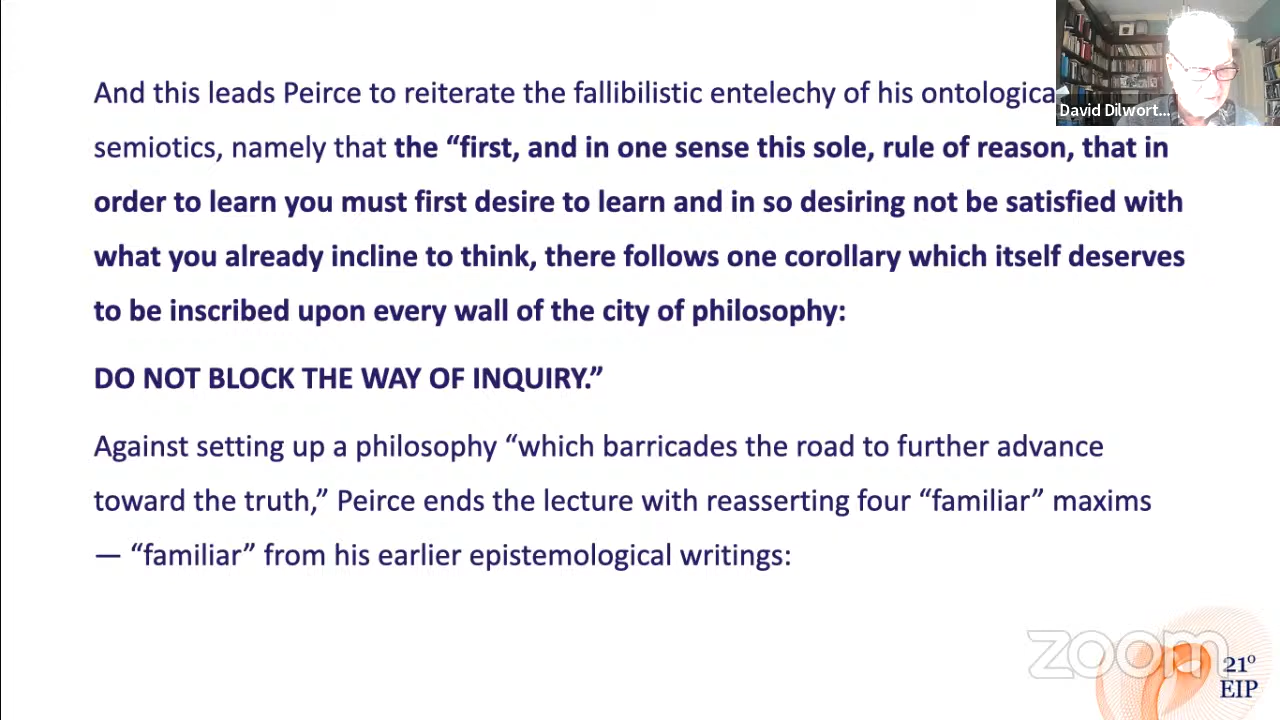 And this leads Peirce to reiterate the fallibilistic entelechy of his ontologica
David Dilwort...
semiotics, namely that the “first, and in one sense this sole, rule of reason, that in
order to learn you must first desire to learn and in so desiring not be satisfied with
what you already incline to think, there follows one corollary which itself deserves
to be inscribed upon every wall of the city of philosophy:
DO NOT BLOCK THE WAY OF INQUIRY.”
Against setting up a philosophy “which barricades the road to further advance
toward the truth,” Peirce ends the lecture with reasserting four “familiar” maxims
— “familiar” from his earlier epistemological writings:
zoom
21º
EIP